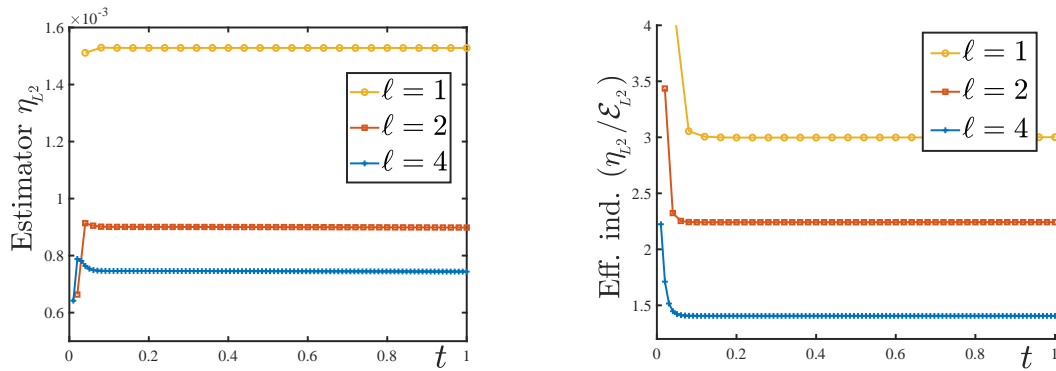 ×10⁻³
1.6
1.4
1.2
1
0.8
0.6
Estimator η_{L²}
ℓ = 1
ℓ = 2
ℓ = 4
0 0.2 0.4 0.6 0.8 1
t
4
3.5
3
2.5
2
1.5
Eff. ind. (η_{L²}/ℰ_{L²})
ℓ = 1
ℓ = 2
ℓ = 4
0 0.2 0.4 0.6 0.8 1
t